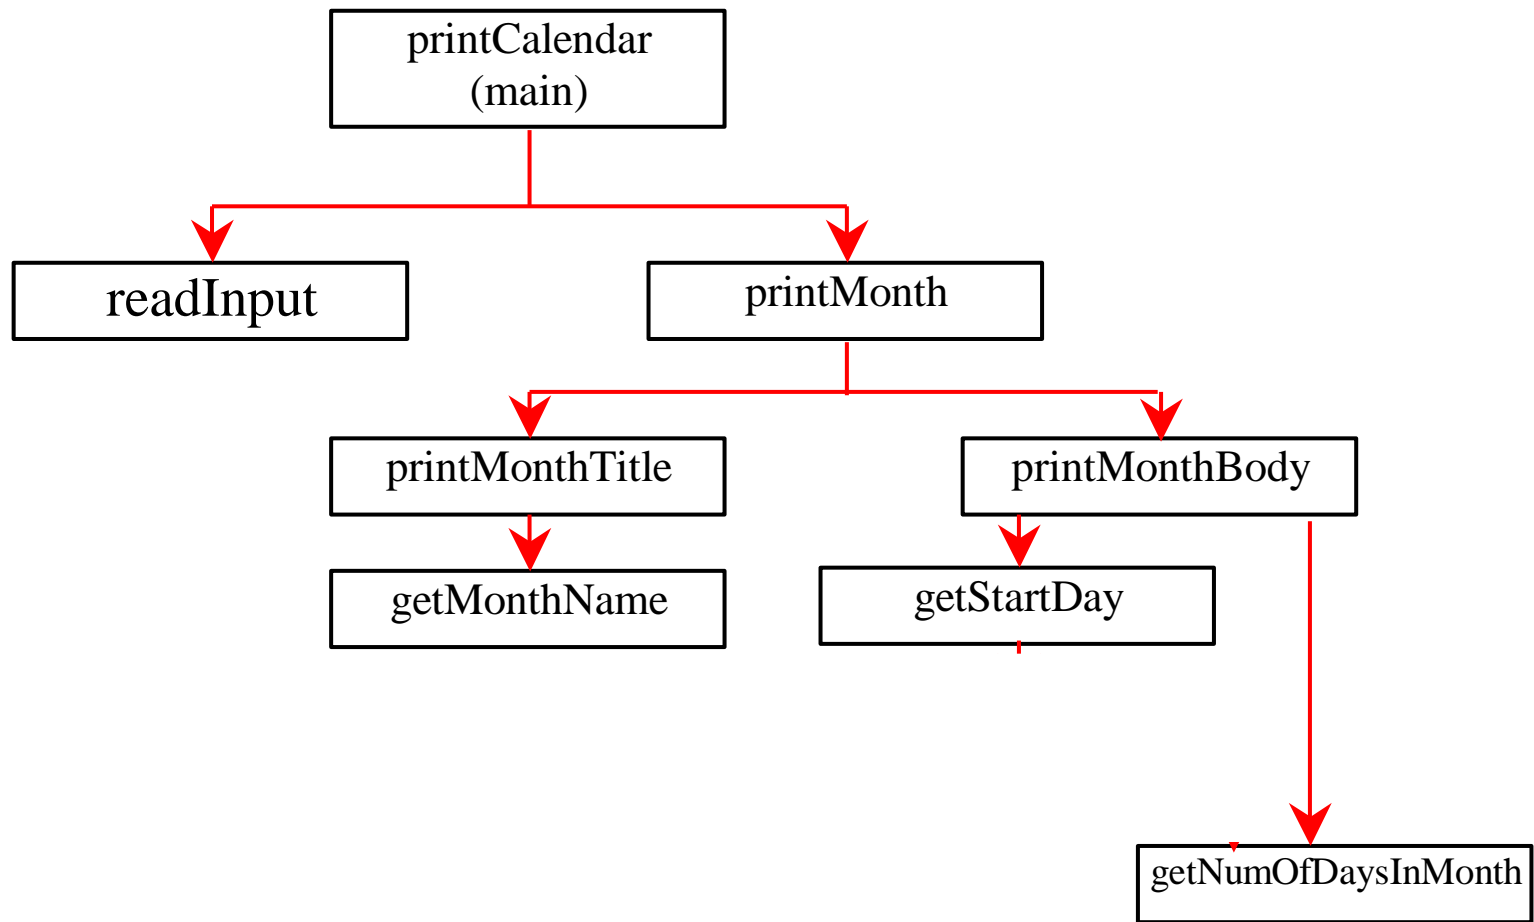 printCalendar
(main)
readInput
printMonth
printMonthTitle
printMonthBody
getMonthName
getStartDay
getNumOfDaysInMonth